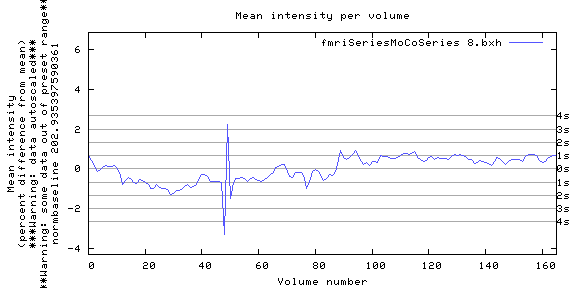 Mean intensity per volume
fmriSeriesMoCoSeries 8.bxh
Mean intensity
(percent difference from mean)
***Warning: data autoscaled***
**Warning: some data out of preset range**
normbaseline 202.935397590361
6
4
2
0
-2
-4
4s
3s
2s
1s
0s
1s
2s
3s
4s
0 20 40 60 80 100 120 140 160
Volume number